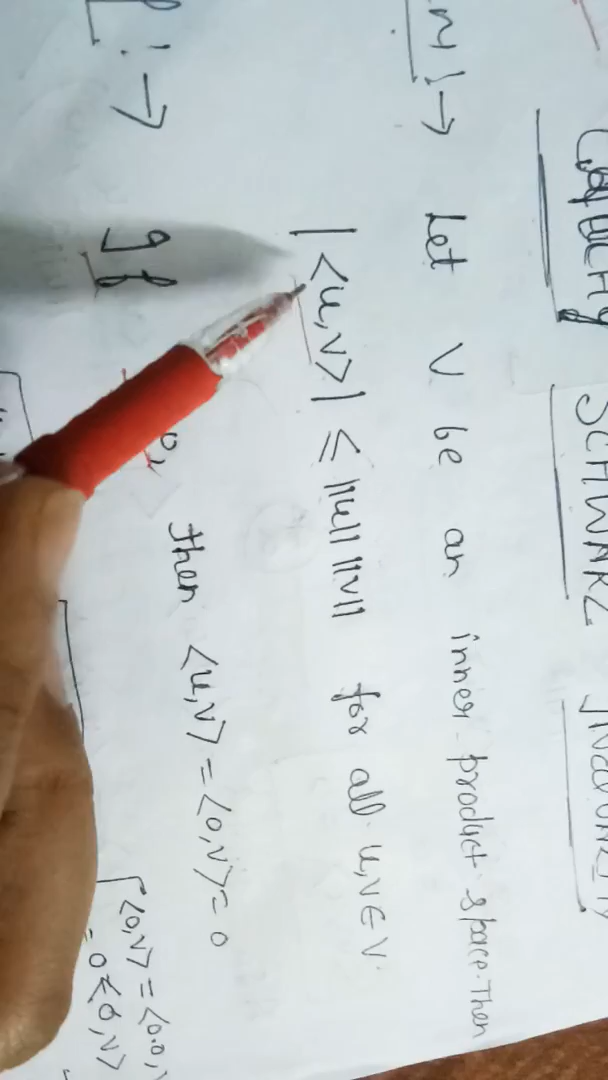 CAUCHY SCHWARZ INEQUALITY
:→ Let V be an inner product space. Then
|<u,v>| ≤ ||u|| ||v|| for all u,v ∈ V.
:→ If 0, then <u,v> = <0,v> = 0
[<0,v> = <0.0,v
= 0<0,v>